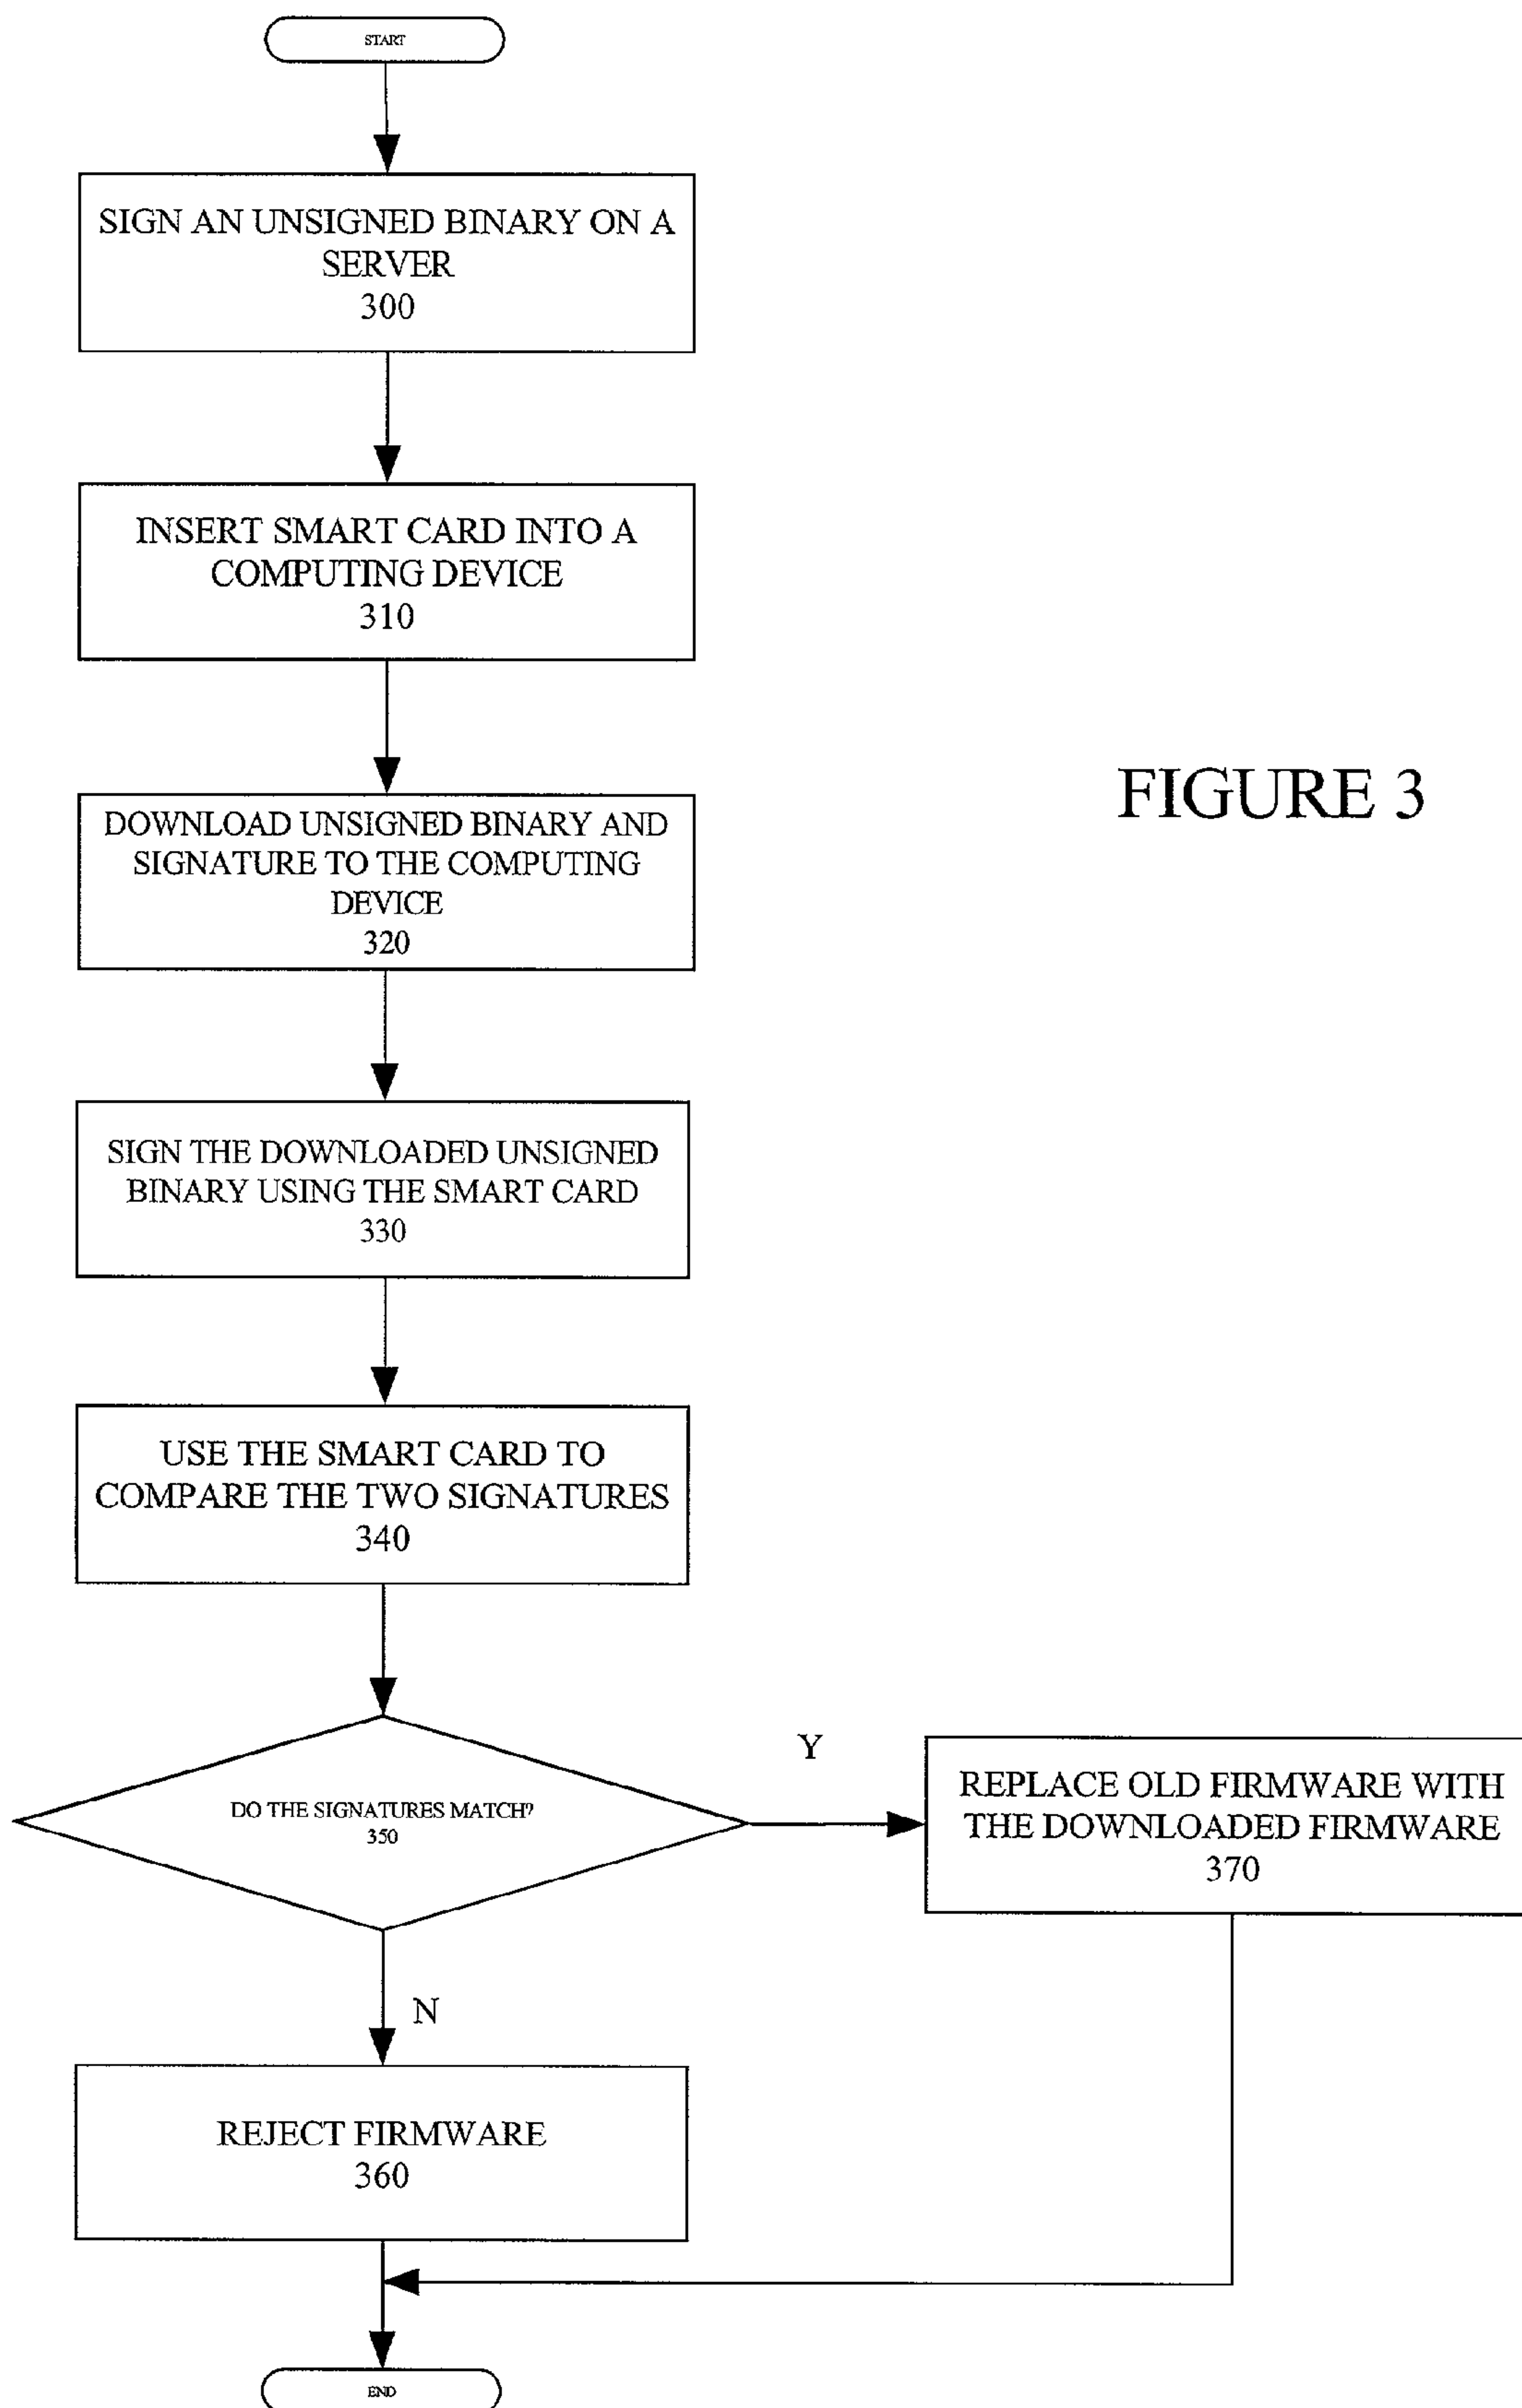 START
SIGN AN UNSIGNED BINARY ON A
SERVER
300
INSERT SMART CARD INTO A
COMPUTING DEVICE
310
FIGURE 3
DOWNLOAD UNSIGNED BINARY AND
SIGNATURE TO THE COMPUTING
DEVICE
320
SIGN THE DOWNLOADED UNSIGNED
BINARY USING THE SMART CARD
330
USE THE SMART CARD TO
COMPARE THE TWO SIGNATURES
340
DO THE SIGNATURES MATCH?
350
Y
REPLACE OLD FIRMWARE WITH
THE DOWNLOADED FIRMWARE
370
N
REJECT FIRMWARE
360
END